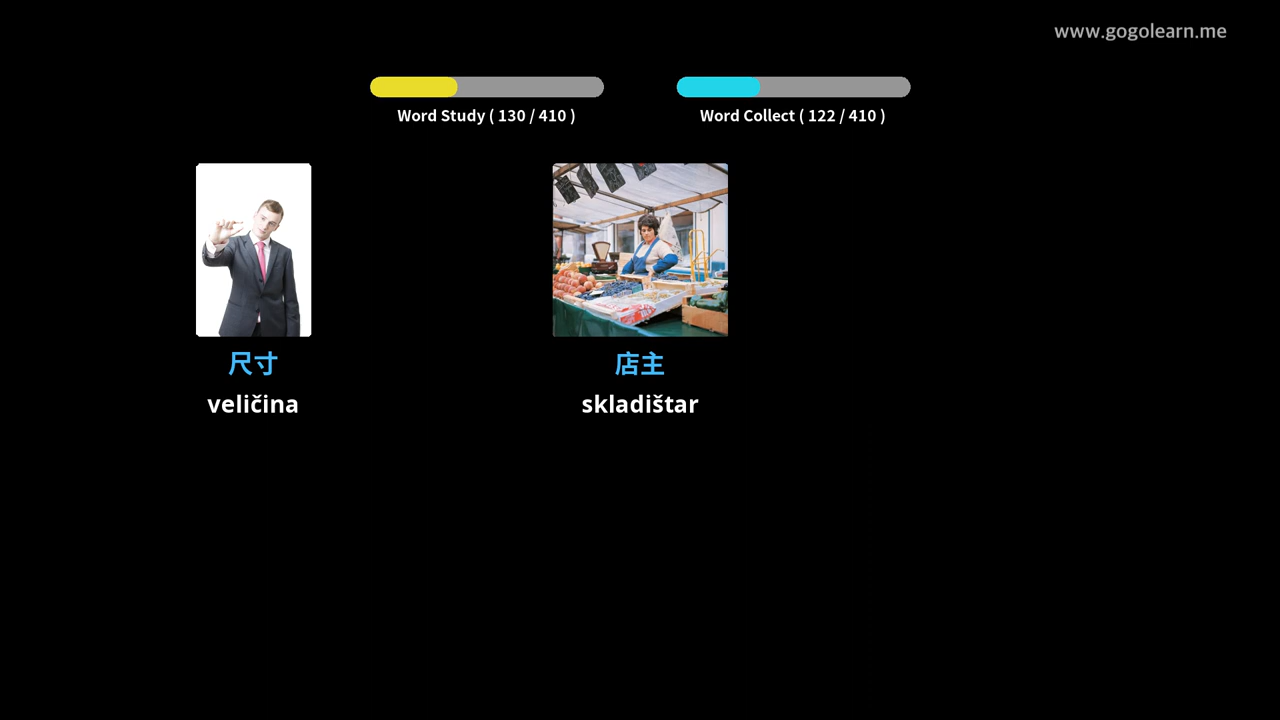 www.gogolearn.me
Word Study ( 130 / 410 )
Word Collect ( 122 / 410 )
尺寸
veličina
店主
skladištar